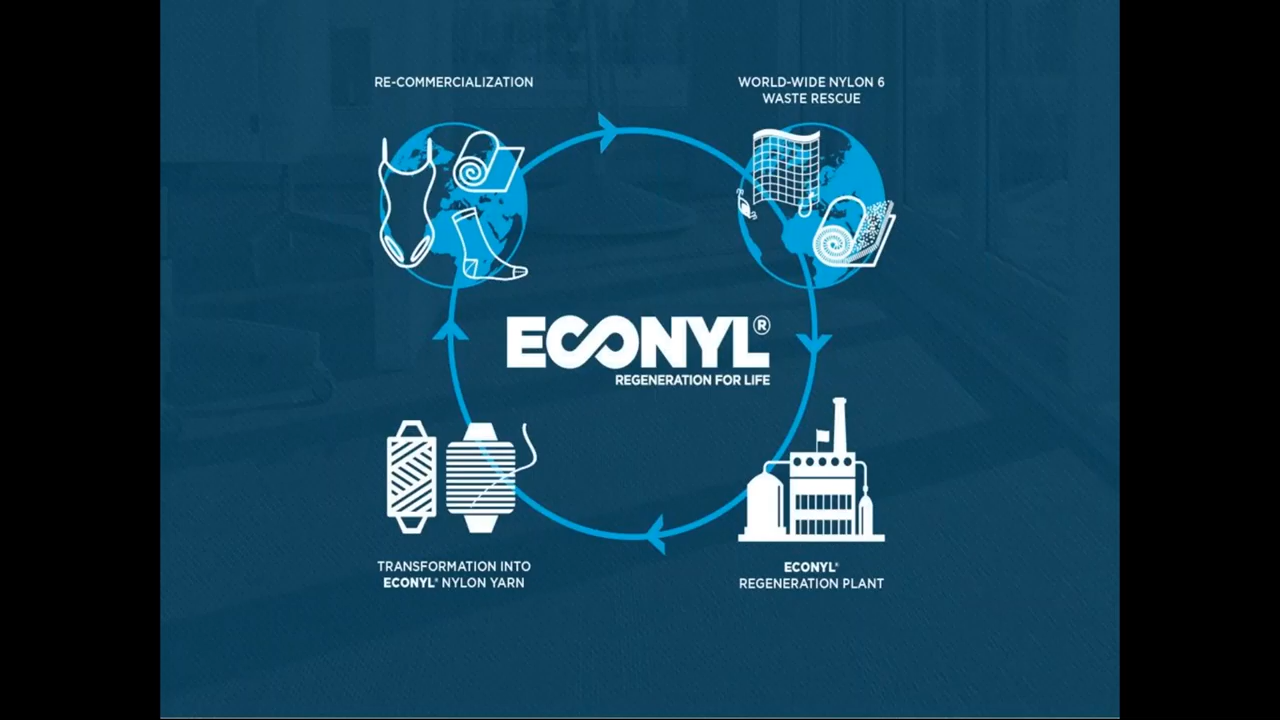 RE-COMMERCIALIZATION
WORLD-WIDE NYLON 6
WASTE RESCUE
ECONYL®
REGENERATION FOR LIFE
TRANSFORMATION INTO
ECONYL® NYLON YARN
ECONYL®
REGENERATION PLANT